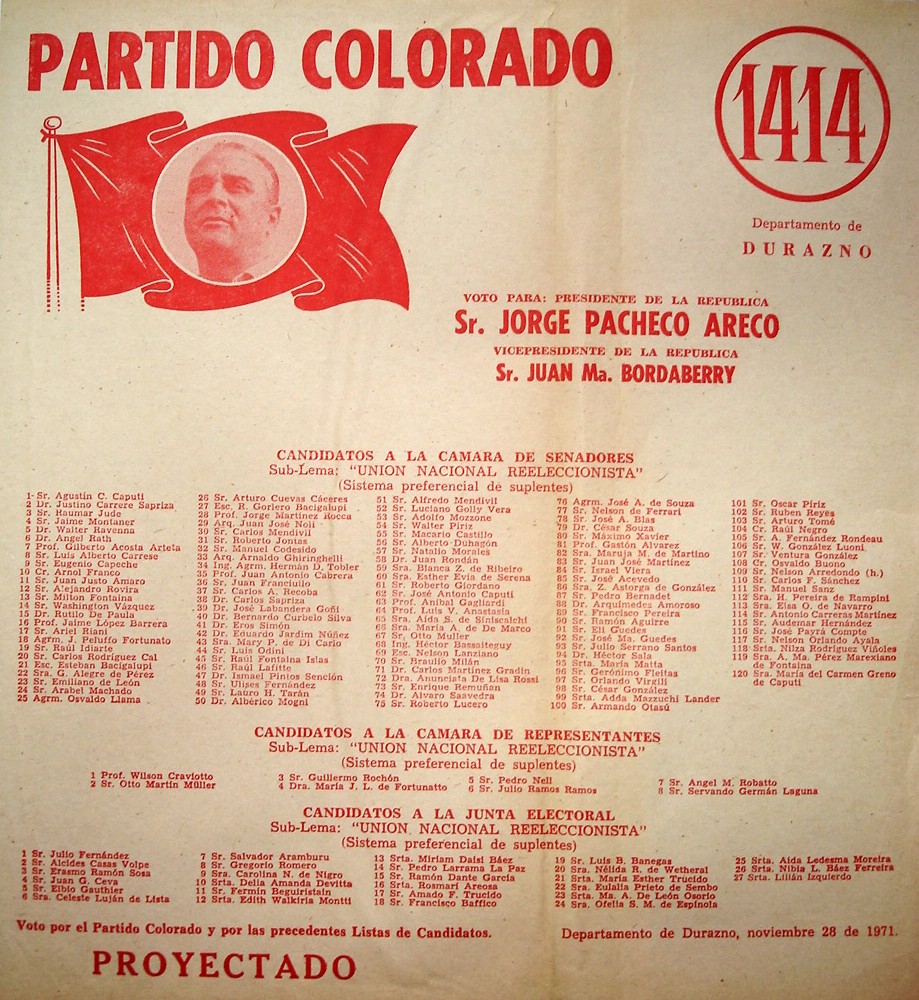 PARTIDO COLORADO
1414
Departamento de
DURAZNO
VOTO PARA: PRESIDENTE DE LA REPUBLICA
Sr. JORGE PACHECO ARECO
VICEPRESIDENTE DE LA REPUBLICA
Sr. JUAN Ma. BORDABERRY
CANDIDATOS A LA CAMARA DE SENADORES
Sub-Lema: "UNION NACIONAL REELECCIONISTA"
(Sistema preferencial de suplentes)
1- Sr. Agustín C. Caputi
2 Dr. Justino Carrere Sapriza
3 Sr. Raumar Jude
4 Sr. Jaime Montaner
5 Dr. Walter Ravenna
6 Dr. Angel Rath
7 Prof. Gilberto Acosta Arteta
8 Sr. Luis Alberto Carrese
9 Sr. Eugenio Capeche
10 Cr. Arnol Franco
11 Sr. Juan Justo Amaro
12 Sr. Alejandro Rovira
13 Sr. Milton Fontaina
14 Sr. Washington Vázquez
15 Dr. Rutilo De Paula
16 Prof. Jaime López Barrera
17 Sr. Ariel Riani
18 Agrm. J. Peluffo Fortunato
19 Sr. Raúl Idiarte
20 Sr. Carlos Rodríguez Cal
21 Esc. Esteban Bacigalupi
22 Sra. G. Alegre de Pérez
23 Sr. Emiliano de León
24 Sr. Arabel Machado
25 Agrm. Osvaldo Llama
26 Sr. Arturo Cuevas Cáceres
27 Esc. R. Gorlero Bacigalupi
28 Prof. Jorge Martínez Rocca
29 Arq. Juan José Noli
30 Sr. Carlos Mendivil
31 Sr. Roberto Jontas
32 Sr. Manuel Codesido
33 Arq. Arnaldo Ghiringhelli
34 Ing. Agrm. Hermán D. Tobler
35 Prof. Juan Antonio Cabrera
36 Sr. Juan Franciulio
37 Sr. Carlos A. Recoba
38 Dr. Carlos Sapriza
39 Dr. José Labandera Goñi
40 Dr. Bernardo Curbelo Silva
41 Dr. Eros Simón
42 Dr. Eduardo Jardim Núñez
43 Sra. Mary P. de Di Carlo
44 Sr. Luis Odini
45 Sr. Raúl Fontaina Islas
46 Sr. Raúl Lafitte
47 Dr. Ismael Pintos Sención
48 Sr. Ulises Fernández
49 Sr. Lauro H. Tarán
50 Dr. Albérico Mogni
51 Sr. Alfredo Mendivil
52 Sr. Luciano Golly Vera
53 Sr. Adolfo Mozzone
54 Sr. Walter Píriz
55 Sr. Macario Castillo
56 Sr. Alberto Duhagón
57 Sr. Natalio Morales
58 Dr. Juan Rondán
59 Sra. Blanca Z. de Ribeiro
60 Sra. Esther Evia de Serena
61 Sr. Roberto Giordano
62 Sr. José Antonio Caputi
63 Prof. Aníbal Gagliardi
64 Prof. Luis V. Anastasia
65 Sra. Aída S. de Siniscalchi
66 Sra. María A. de De Marco
67 Sr. Otto Muller
68 Ing. Héctor Bassaiteguy
69 Esc. Nelson Lanziano
70 Sr. Braulio Milán
71 Dr. Carlos Martínez Gradin
72 Dra. Anunciata De Lisa Rossi
73 Sr. Enrique Remuñan
74 Dr. Alvaro Saavedra
75 Sr. Roberto Lucero
76 Agrm. José A. de Souza
77 Sr. Nelson de Ferrari
78 Sr. José A. Blas
79 Dr. César Souza
80 Sr. Máximo Xavier
81 Prof. Gastón Alvarez
82 Sra. Maruja M. de Martino
83 Sr. Juan José Martínez
84 Sr. Israel Viera
85 Sr. José Acevedo
86 Sra. Z. Astorga de González
87 Sr. Pedro Bernadet
88 Dr. Arquímedes Amoroso
89 Sr. Francisco Pereira
90 Sr. Ramón Aguirre
91 Sr. Eli Guedes
92 Sr. José Ma. Guedes
93 Sr. Julio Serrano Santos
94 Dr. Héctor Sala
95 Srta. María Matta
96 Sr. Gerónimo Fleitas
97 Sr. Orlando Virgili
98 Sr. César González
99 Srta. Adda Mazzuchi Lander
100 Sr. Armando Otasú
101 Sr. Oscar Píriz
102 Sr. Ruben Reyes
103 Sr. Arturo Tomé
104 Cr. Raúl Negro
105 Sr. A. Fernández Rondeau
106 Sr. W. González Luoni
107 Sr. Ventura González
108 Cr. Osvaldo Bueno
109 Sr. Nelson Arredondo (h.)
110 Sr. Carlos F. Sánchez
111 Sr. Manuel Sanz
112 Sra. H. Pereira de Rampini
113 Sra. Elsa O. de Navarro
114 Sr. Antonio Carreras Martínez
115 Sr. Audemar Hernández
116 Sr. José Payrá Compte
117 Sr. Nelson Orlando Ayala
118 Srta. Nilza Rodríguez Viñoles
119 Sra. A. Ma. Pérez Marexiano
de Fontaina
120 Sra. María del Carmen Greno
de Caputi
CANDIDATOS A LA CAMARA DE REPRESENTANTES
Sub-Lema: "UNION NACIONAL REELECCIONISTA"
(Sistema preferencial de suplentes)
1 Prof. Wilson Craviotto
2 Sr. Otto Martín Müller
3 Sr. Guillermo Rochón
4 Dra. María J. L. de Fortunatto
5 Sr. Pedro Nell
6 Sr. Julio Ramos Ramos
7 Sr. Angel M. Robatto
8 Sr. Servando Germán Laguna
CANDIDATOS A LA JUNTA ELECTORAL
Sub-Lema: "UNION NACIONAL REELECCIONISTA"
(Sistema preferencial de suplentes)
1 Sr. Julio Fernández
2 Sr. Alcides Casas Volpe
3 Sr. Erasmo Ramón Sosa
4 Sr. Juan G. Ceva
5 Sr. Elbio Gauthier
6 Sra. Celeste Luján de Lista
7 Sr. Salvador Aramburu
8 Sr. Gregorio Romero
9 Sra. Carolina N. de Nigro
10 Srta. Delia Amanda Devitta
11 Sr. Fermín Beguiristain
12 Srta. Edith Walkiria Montti
13 Srta. Miriam Daisi Báez
14 Sr. Pedro Larrama La Paz
15 Sr. Ramón Dante García
16 Srta. Rosmarí Areosa
17 Sr. Amado F. Trucido
18 Sr. Francisco Baffico
19 Sr. Luis B. Banegas
20 Sra. Nélida R. de Wetheral
21 Srta. María Esther Trucido
22 Sra. Eulalia Prieto de Sembo
23 Sra. Ma. A. De León Osorio
24 Sra. Ofelia S. M. de Espínola
25 Srta. Aida Ledesma Moreira
26 Srta. Nibia L. Báez Ferreira
27 Srta. Lilián Izquierdo
Voto por el Partido Colorado y por las precedentes Listas de Candidatos.
Departamento de Durazno, noviembre 28 de 1971.
PROYECTADO